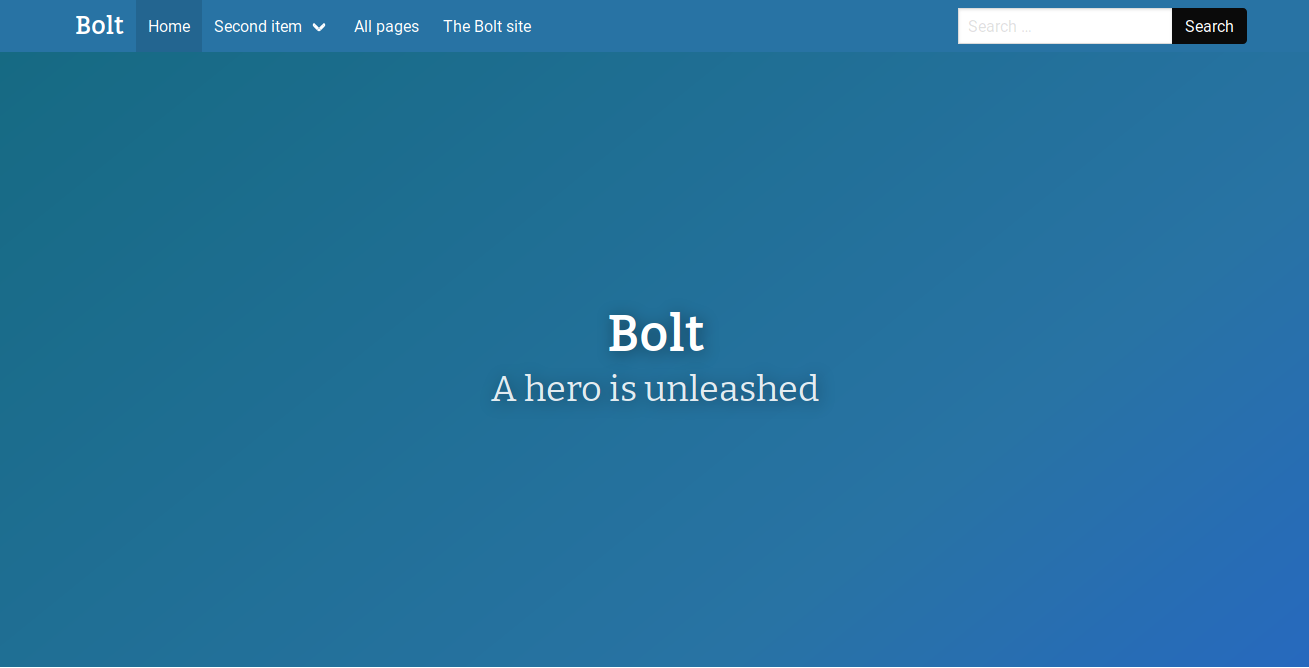 Bolt Home Second item All pages The Bolt site Search ... Search
Bolt
A hero is unleashed